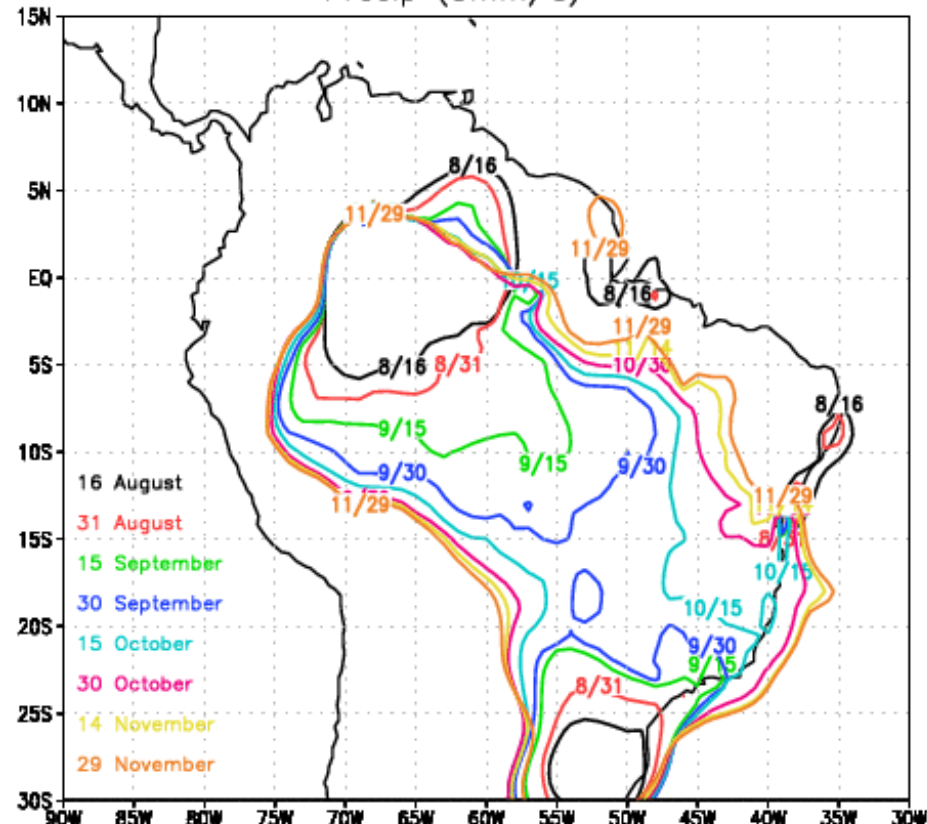 15N
10N
8/16
5N
11/29
11/29
EQ
10/15
8/16
11/29
10/30
5S
8/16
8/31
8/16
9/15
10S
9/15
9/30
9/30
11/29
11/29
16 August
31 August
15S
8/31
15 September
10/15
30 September
10/15
20S
15 October
9/30
9/15
30 October
8/31
25S
14 November
29 November
30S
90W 85W 80W 75W 70W 65W 60W 55W 50W 45W 40W 35W 30W